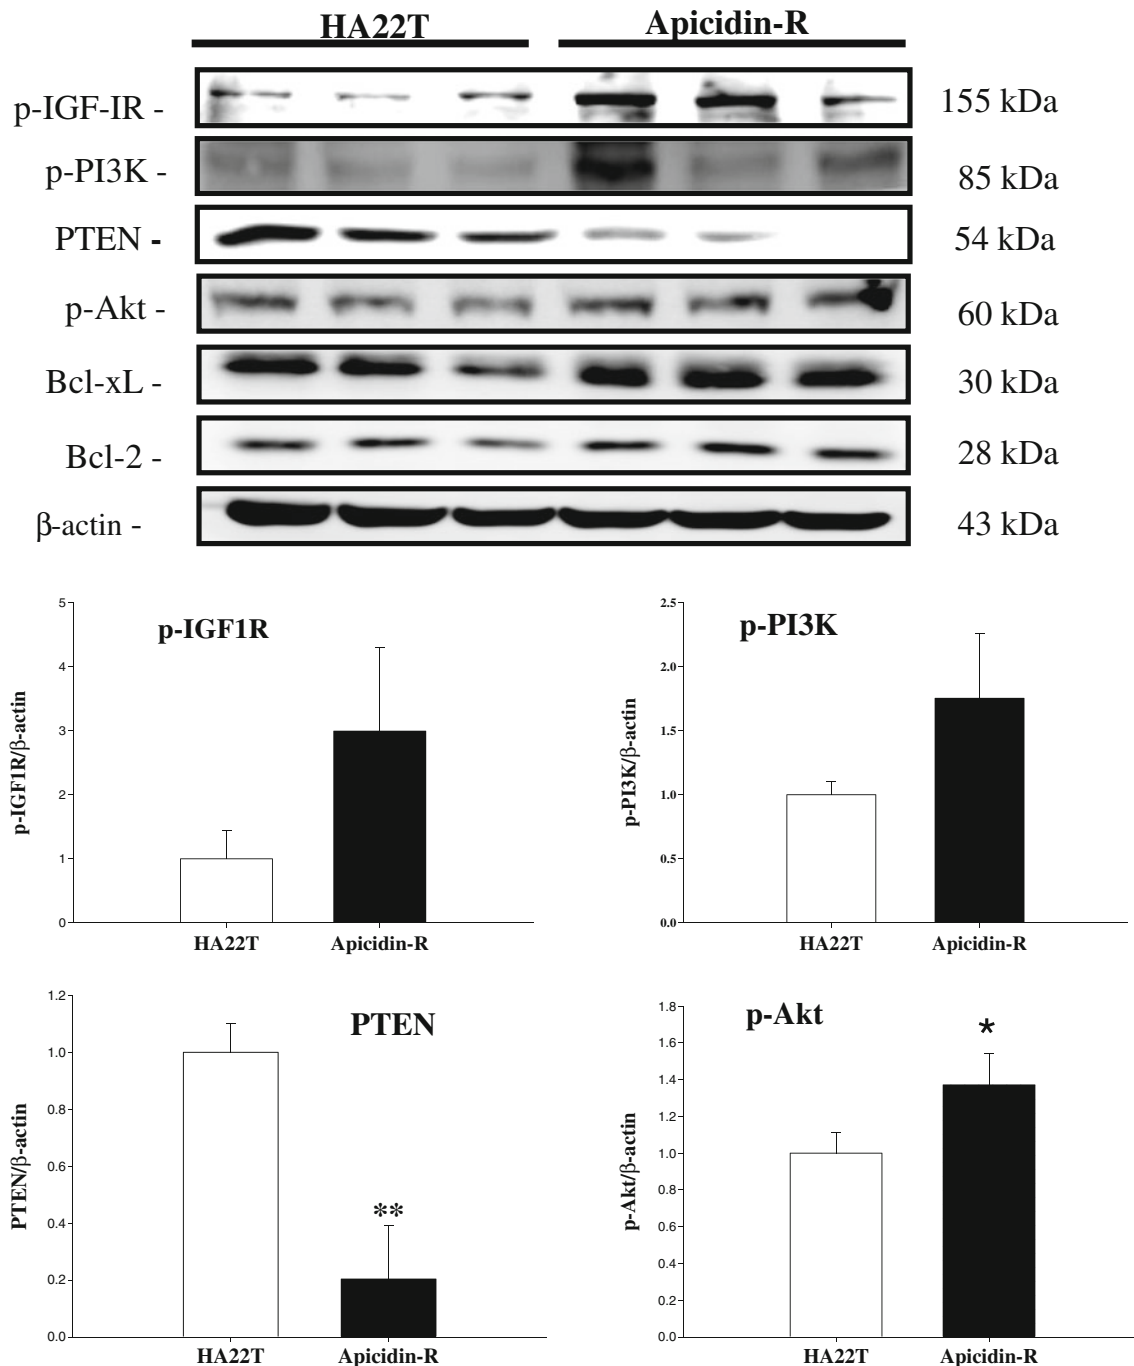 HA22T Apicidin-R
p-IGF-IR - 155 kDa
p-PI3K - 85 kDa
PTEN - 54 kDa
p-Akt - 60 kDa
Bcl-xL - 30 kDa
Bcl-2 - 28 kDa
β-actin - 43 kDa
p-IGF1R
p-IGF1R/β-actin
5
4
3
2
1
0
HA22T Apicidin-R
p-PI3K
p-PI3K/β-actin
2.5
2.0
1.5
1.0
0.5
0.0
HA22T Apicidin-R
PTEN
PTEN/β-actin
1.2
1.0
0.8
0.6
0.4
0.2
0.0
**
HA22T Apicidin-R
p-Akt
p-Akt/β-actin
1.8
1.6
1.4
1.2
1.0
0.8
0.6
0.4
0.2
0.0
*
HA22T Apicidin-R